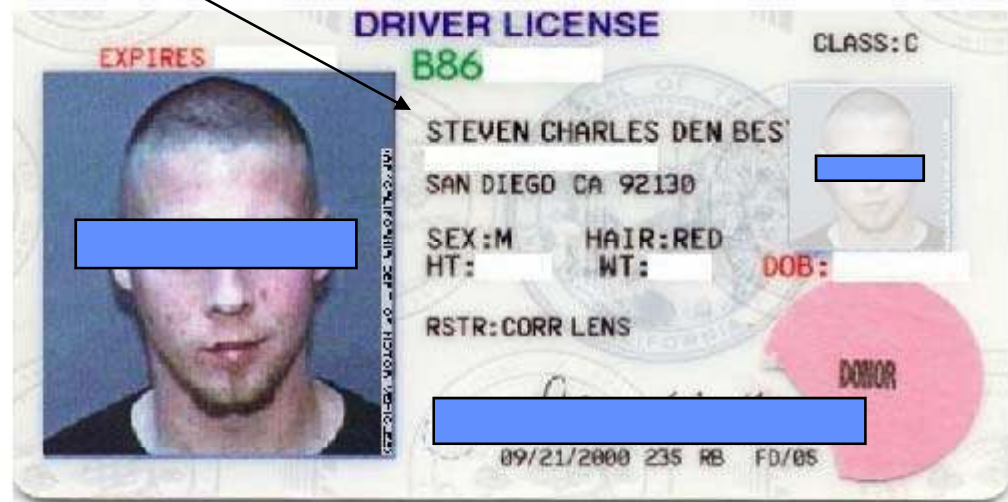 DRIVER LICENSE
EXPIRES
B86
CLASS: C
STEVEN CHARLES DEN BES
SAN DIEGO CA 92130
SEX:M HAIR:RED
HT: WT: DOB:
RSTR:CORR LENS
DONOR
09/21/2000 235 RB FD/05